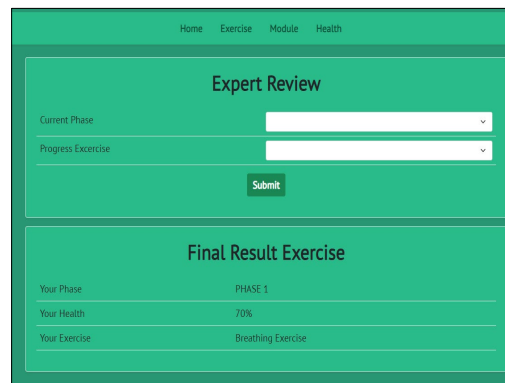 Home Exercise Module Health
Expert Review
Current Phase
Progress Excercise
Submit
Final Result Exercise
Your Phase PHASE 1
Your Health 70%
Your Exercise Breathing Exercise